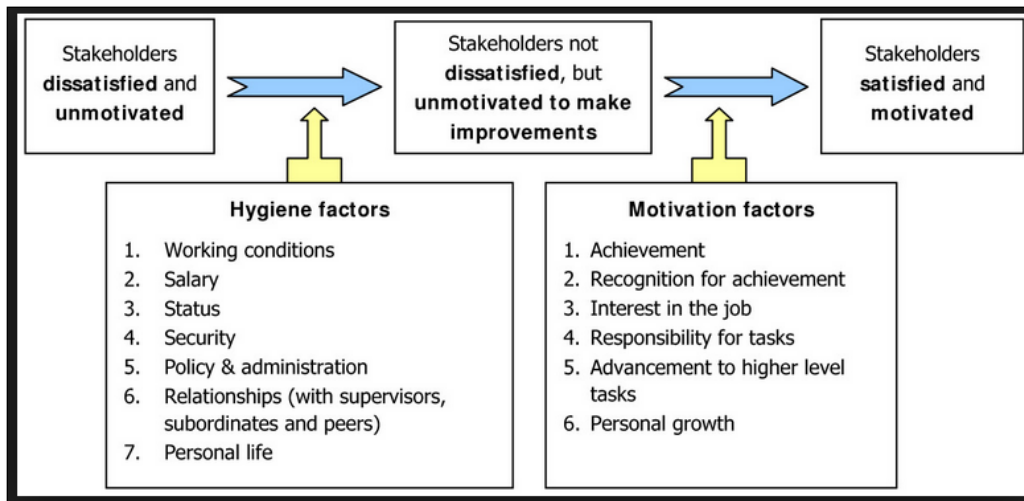 Stakeholders
dissatisfied and
unmotivated
Stakeholders not
dissatisfied, but
unmotivated to make
improvements
Stakeholders
satisfied and
motivated
Hygiene factors
1. Working conditions
2. Salary
3. Status
4. Security
5. Policy & administration
6. Relationships (with supervisors,
subordinates and peers)
7. Personal life
Motivation factors
1. Achievement
2. Recognition for achievement
3. Interest in the job
4. Responsibility for tasks
5. Advancement to higher level
tasks
6. Personal growth